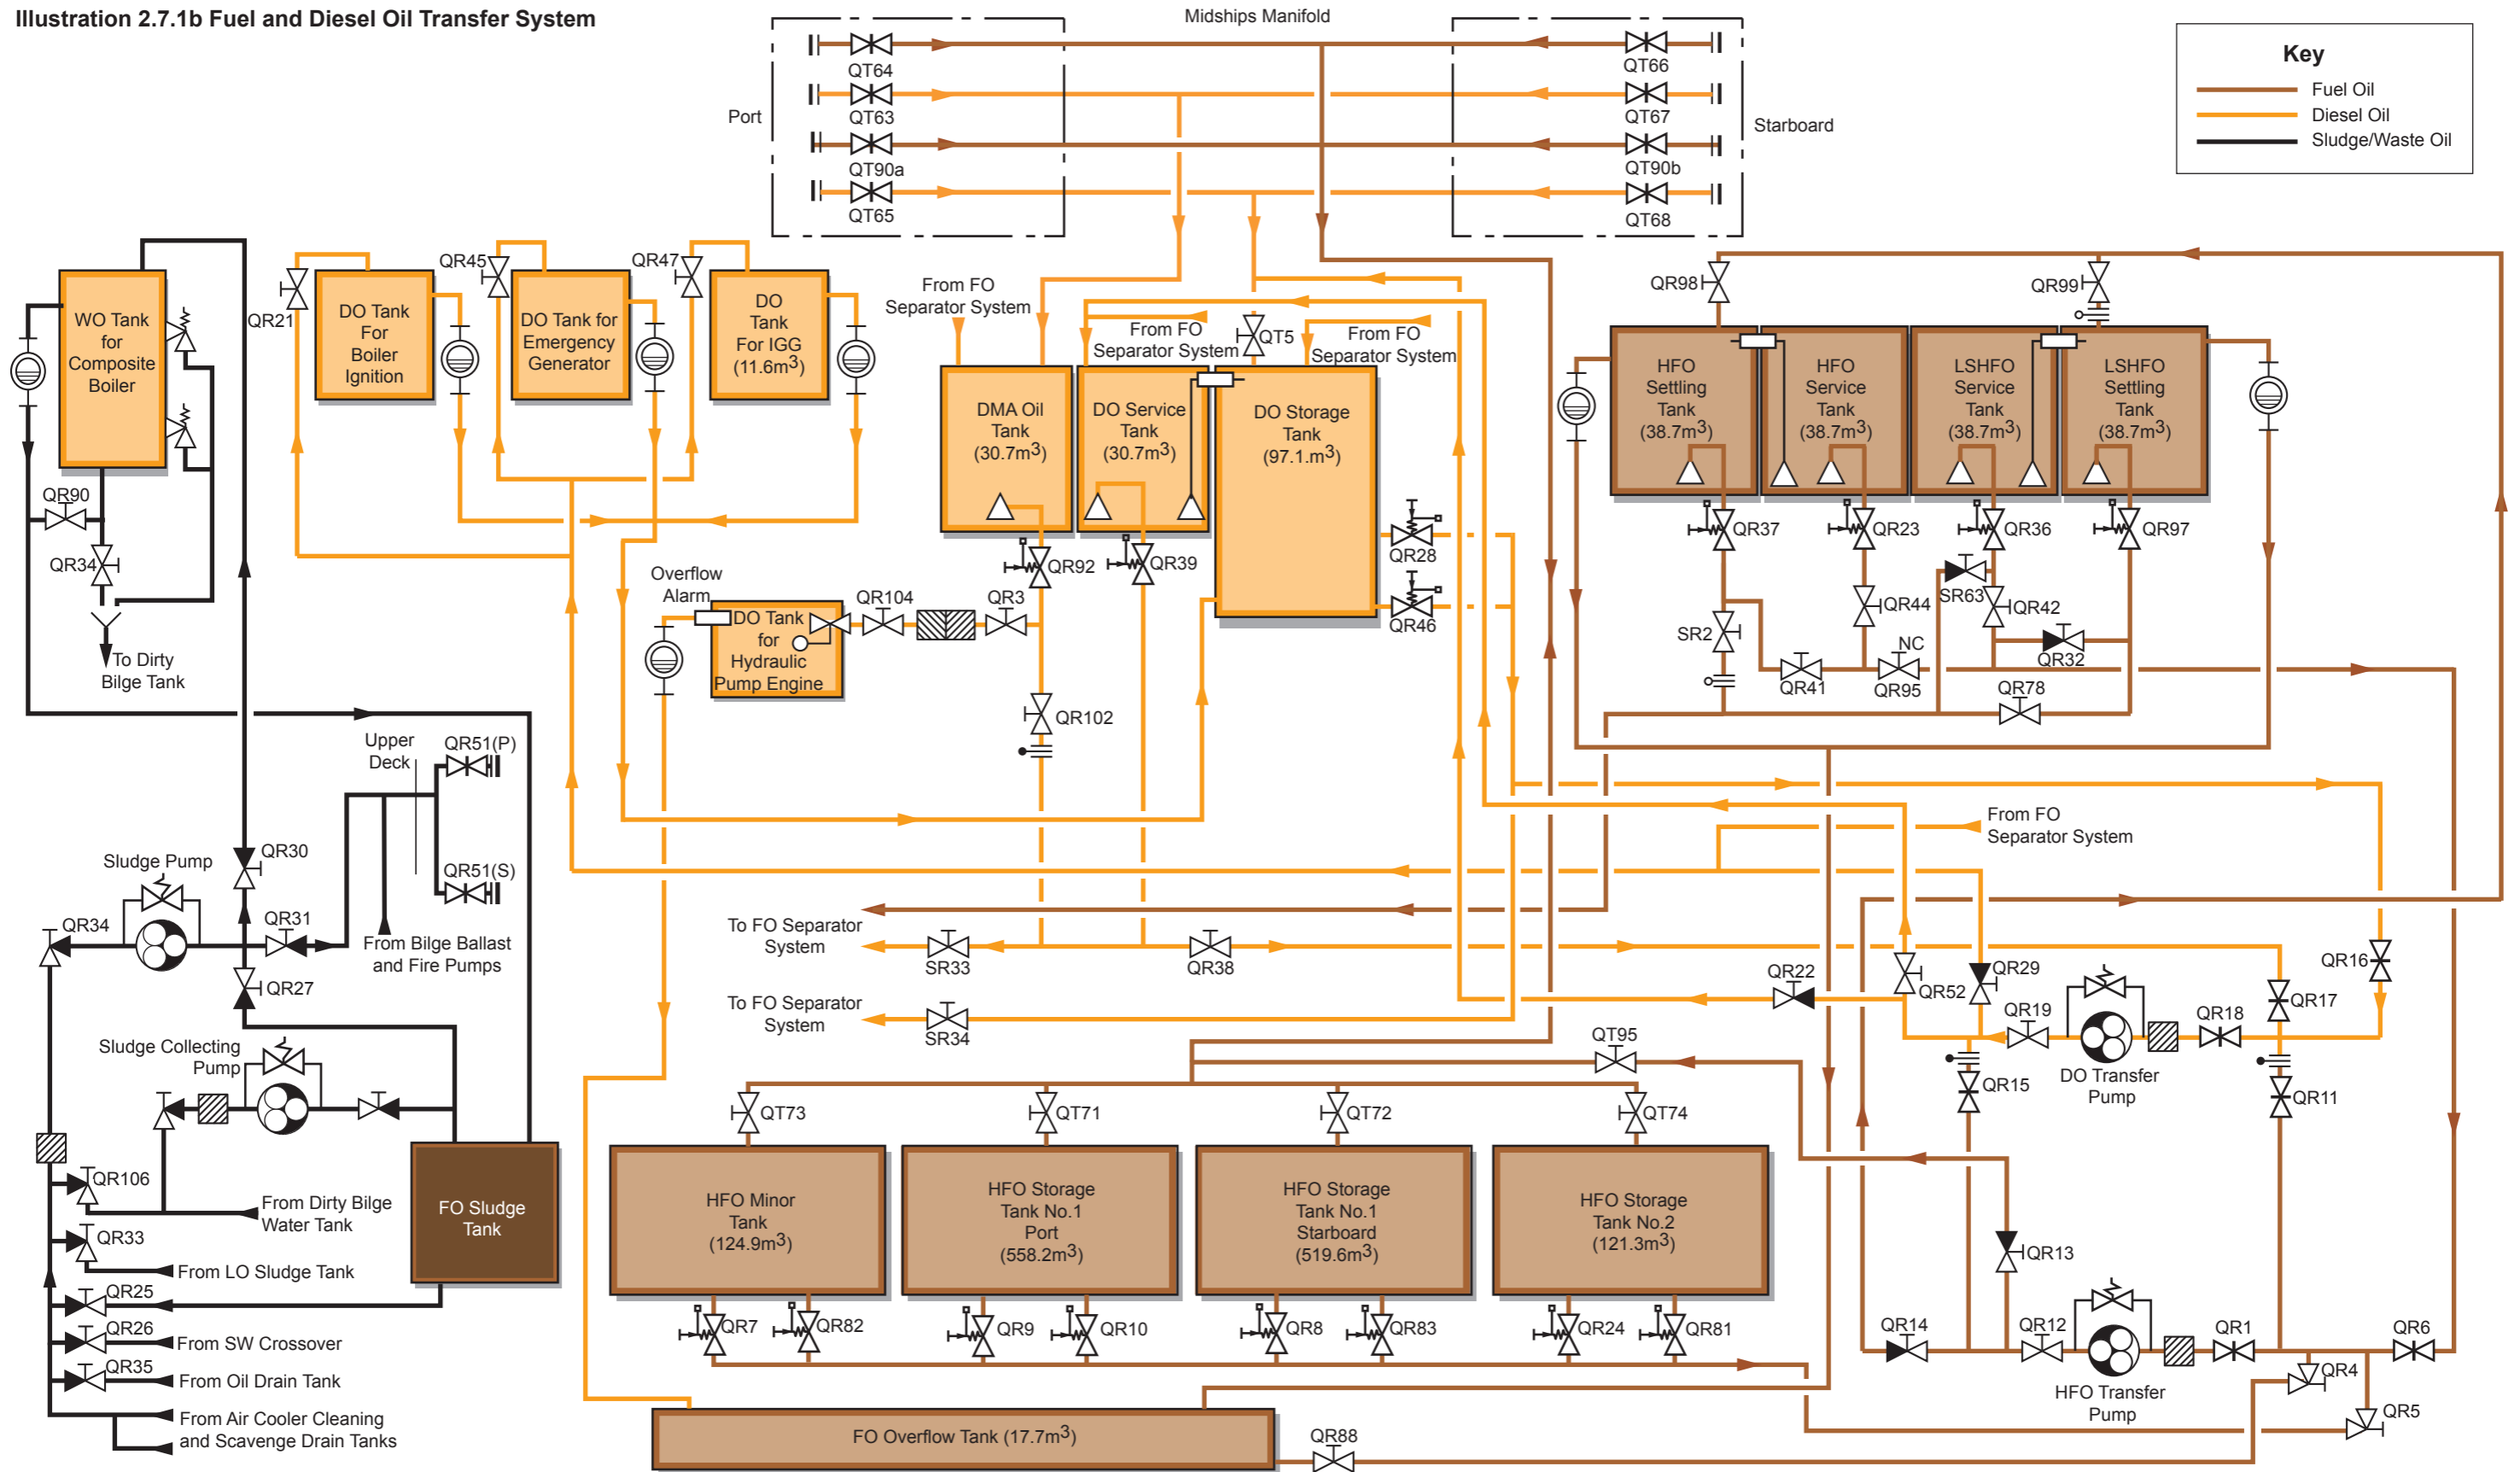 Illustration 2.7.1b Fuel and Diesel Oil Transfer System
Midships Manifold
Port
Starboard
QT64
QT63
QT90a
QT65
QT66
QT67
QT90b
QT68
Key
Fuel Oil
Diesel Oil
Sludge/Waste Oil
WO Tank
for
Composite
Boiler
QR90
QR34
To Dirty
Bilge Tank
QR21
DO Tank
For
Boiler
Ignition
QR45
DO Tank for
Emergency
Generator
QR47
DO
Tank
For IGG
(11.6m3)
From FO
Separator System
From FO
Separator System
QT5
From FO
Separator System
DMA Oil
Tank
(30.7m3)
DO Service
Tank
(30.7m3)
DO Storage
Tank
(97.1.m3)
QR92
QR39
QR28
QR46
Overflow
Alarm
DO Tank
for
Hydraulic
Pump Engine
QR104
QR3
QR102
QR98
QR99
HFO
Settling
Tank
(38.7m3)
HFO
Service
Tank
(38.7m3)
LSHFO
Service
Tank
(38.7m3)
LSHFO
Settling
Tank
(38.7m3)
QR37
QR23
QR36
QR97
SR2
QR44
SR63
QR42
NC
QR41
QR95
QR32
QR78
Upper
Deck
QR51(P)
QR51(S)
QR30
Sludge Pump
QR34
QR31
From Bilge Ballast
and Fire Pumps
QR27
Sludge Collecting
Pump
QR106
From Dirty Bilge
Water Tank
QR33
From LO Sludge Tank
QR25
QR26
From SW Crossover
QR35
From Oil Drain Tank
From Air Cooler Cleaning
and Scavenge Drain Tanks
FO Sludge
Tank
From FO
Separator System
To FO Separator
System
SR33
QR38
To FO Separator
System
SR34
QR22
QR52
QR29
QR19
QR18
QR17
QR16
QR15
DO Transfer
Pump
QR11
QT95
QT73
QT71
QT72
QT74
HFO Minor
Tank
(124.9m3)
HFO Storage
Tank No.1
Port
(558.2m3)
HFO Storage
Tank No.1
Starboard
(519.6m3)
HFO Storage
Tank No.2
(121.3m3)
QR7
QR82
QR9
QR10
QR8
QR83
QR24
QR81
QR13
QR14
QR12
HFO Transfer
Pump
QR1
QR6
QR4
QR5
FO Overflow Tank (17.7m3)
QR88